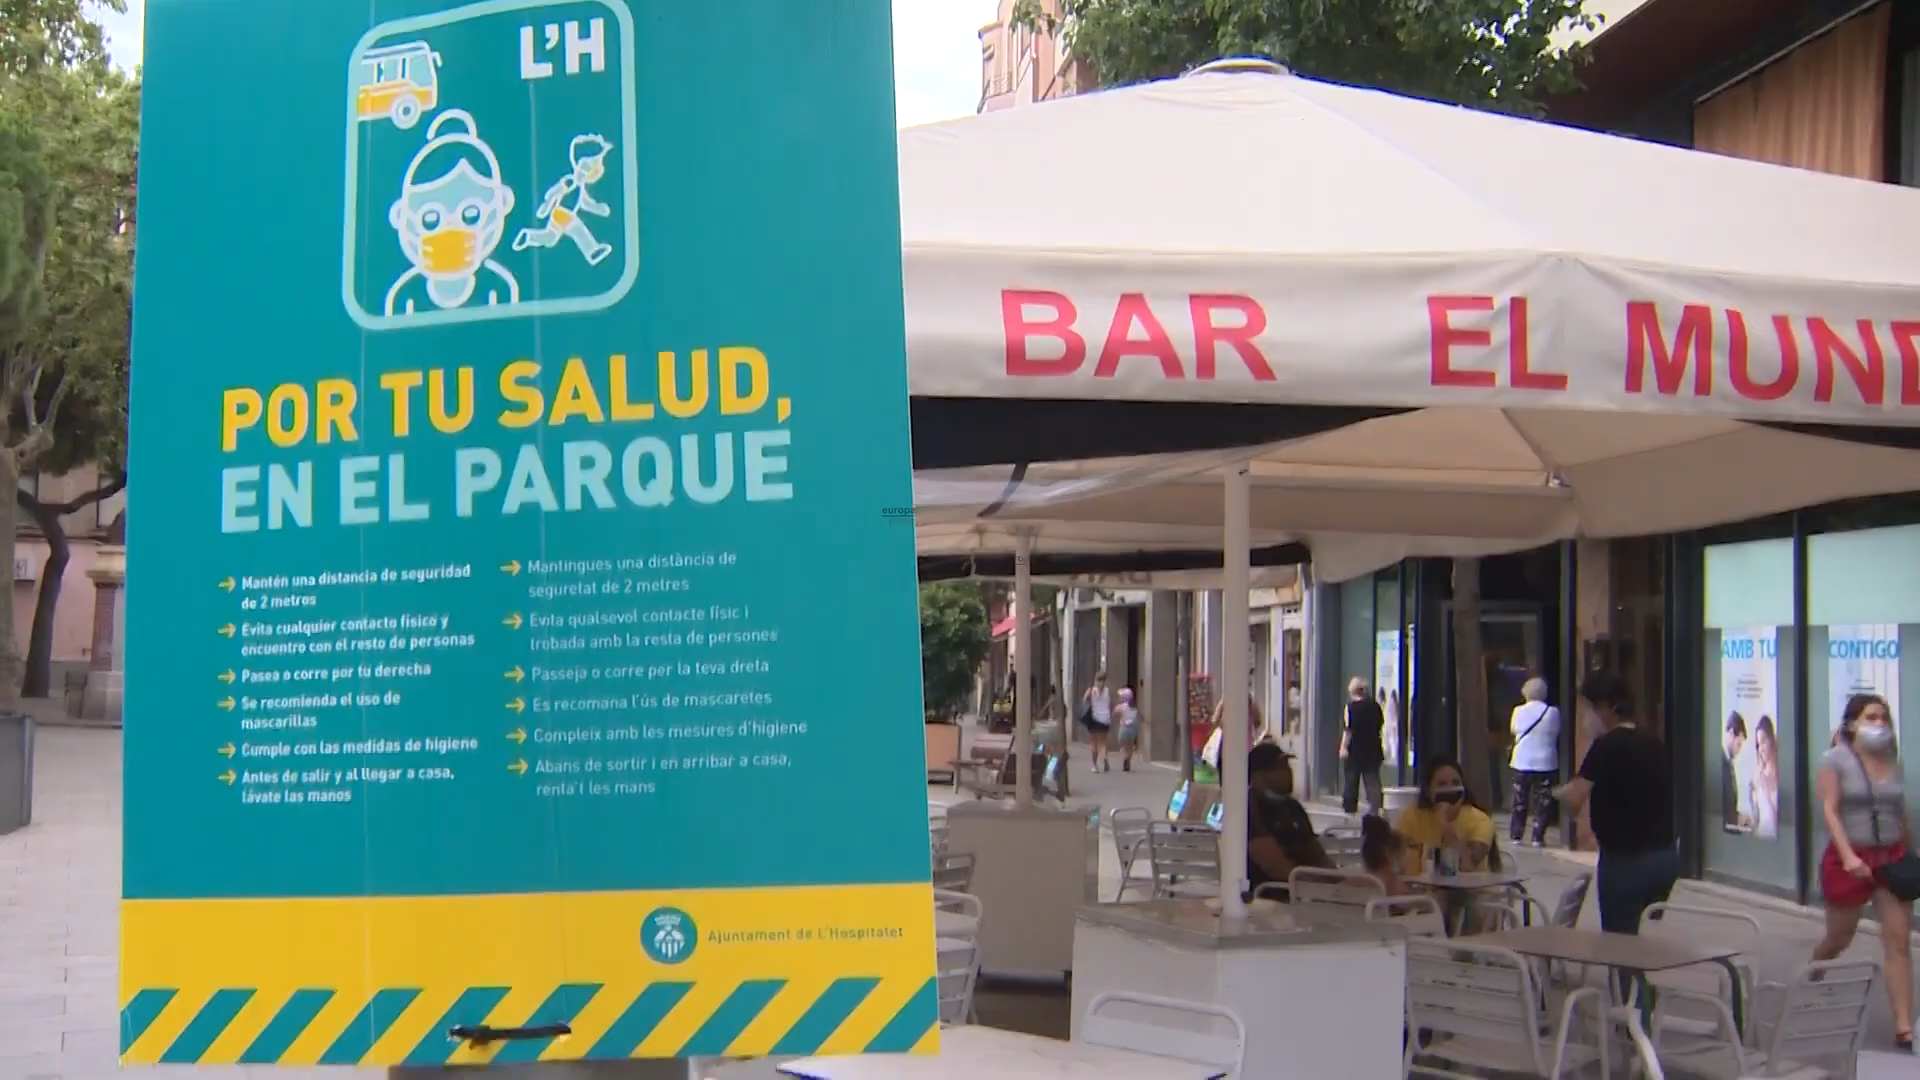 L'H
POR TU SALUD,
EN EL PARQUE
Mantén una distancia de seguridad
de 2 metros
Evita cualquier contacto físico y
encuentro con el resto de personas
Pasea o corre por tu derecha
Se recomienda el uso de
mascarillas
Cumple con las medidas de higiene
Antes de salir y al llegar a casa,
lávate las manos
Mantingues una distància de
seguretat de 2 metres
Evita qualsevol contacte físic i
trobada amb la resta de persones
Passeja o corre per la teva dreta
Es recomana l'ús de mascaretes
Compleix amb les mesures d'higiene
Abans de sortir i en arribar a casa,
renta't les mans
Ajuntament de L'Hospitalet
BAR EL MUND
europa
AMB TU
CONTIGO